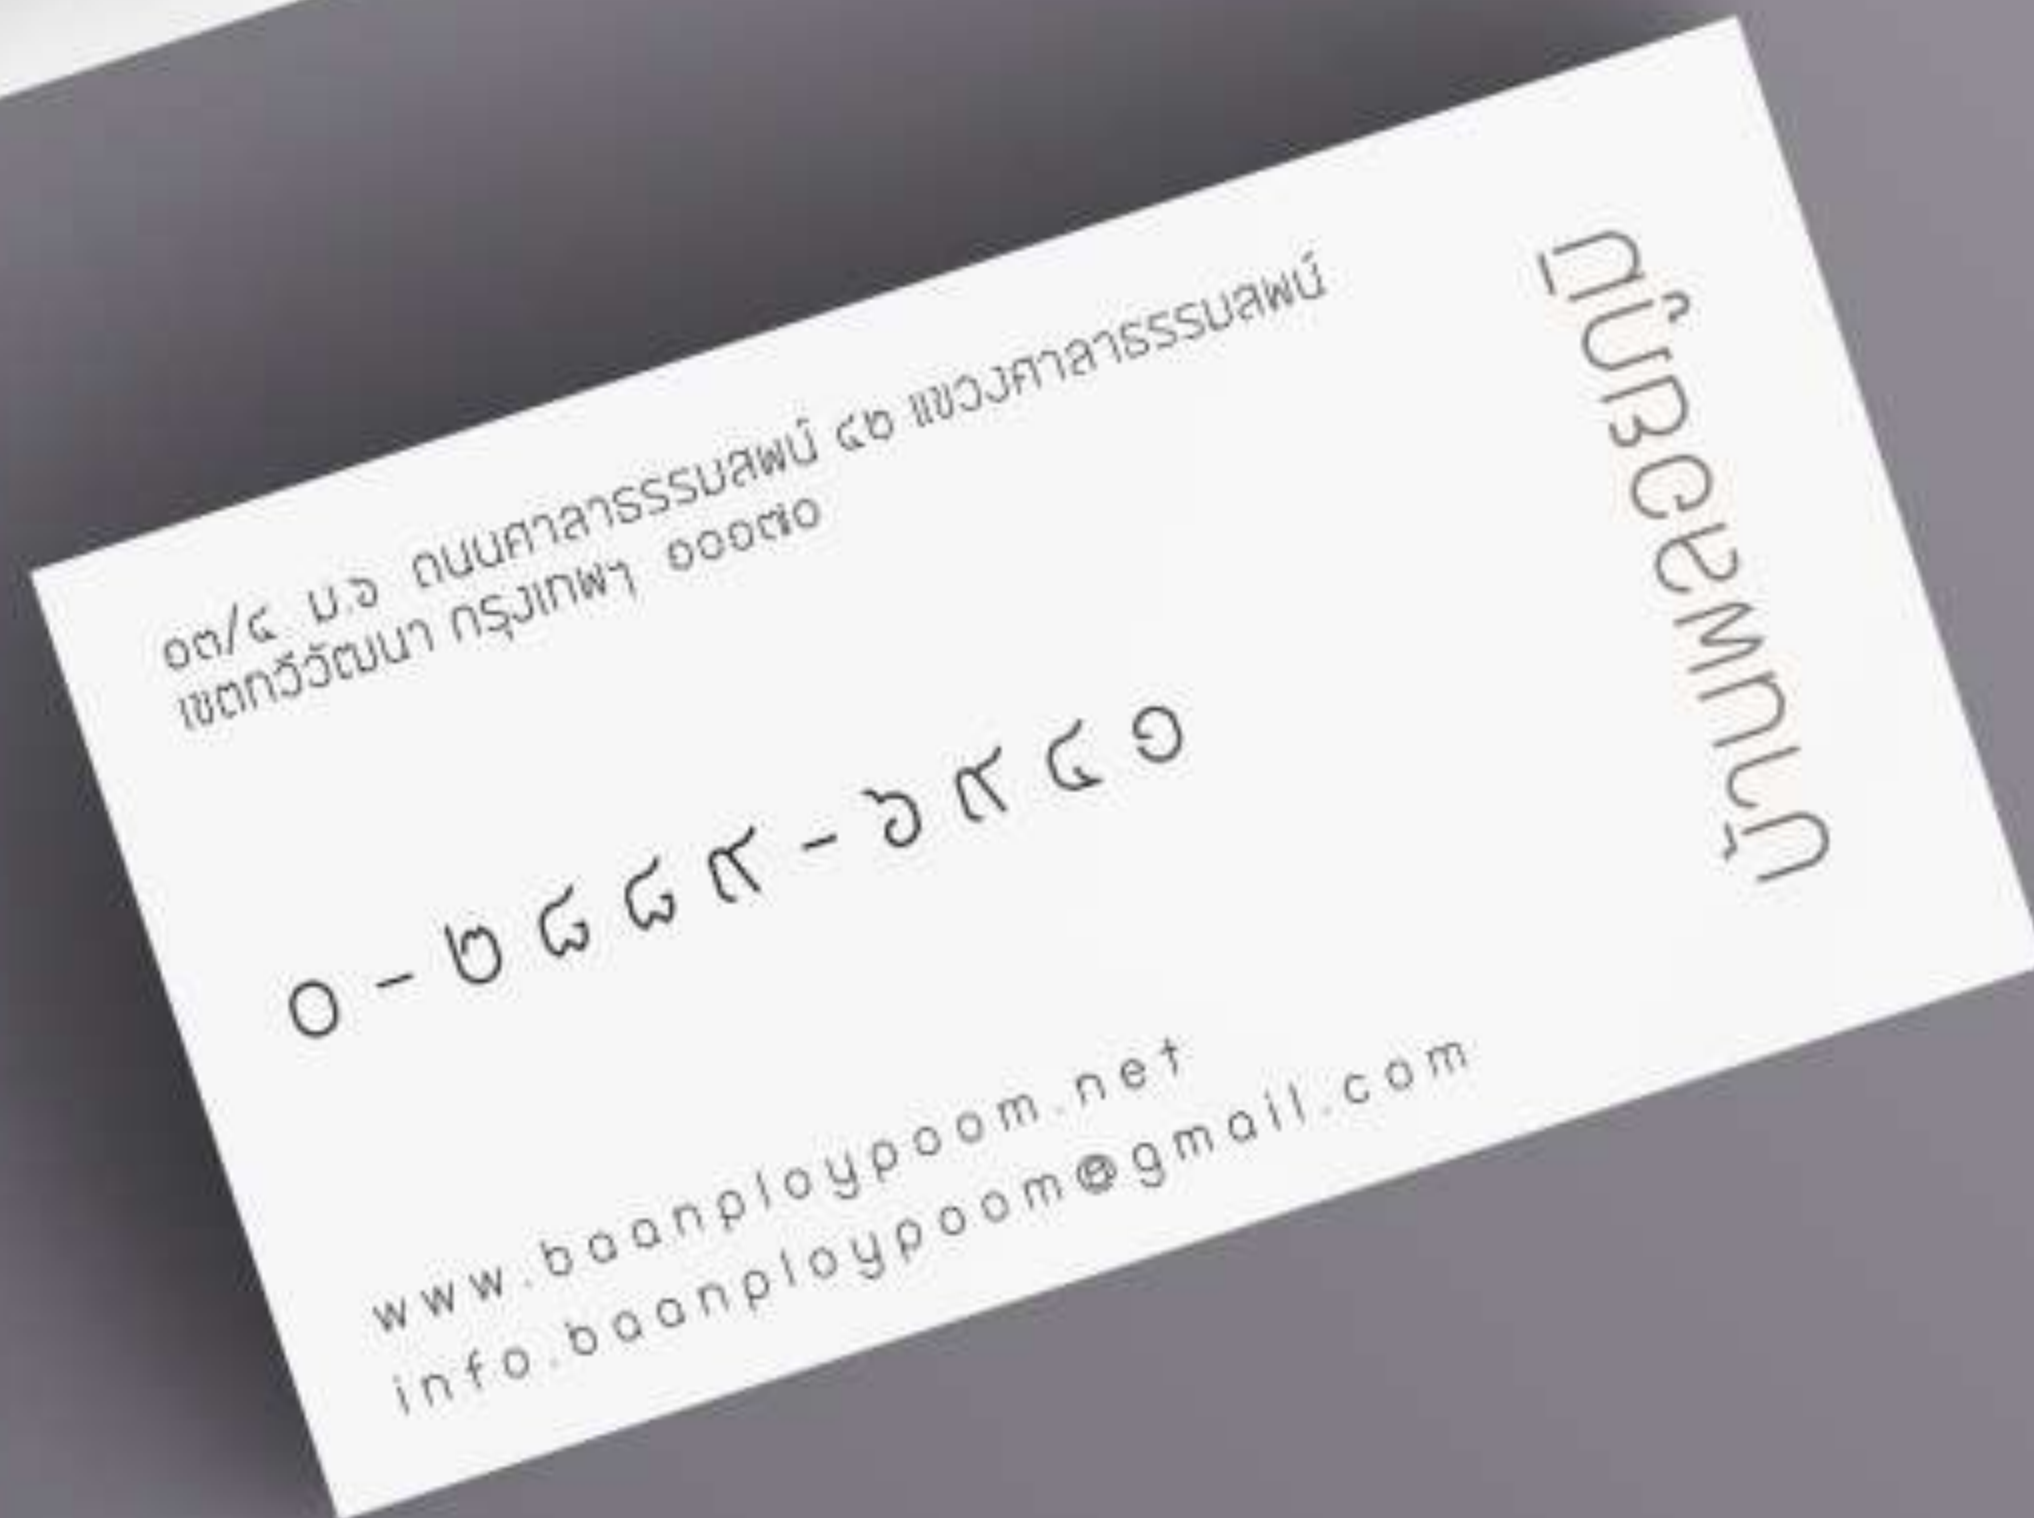 ๑๓/๔ ม.๖ ถนนศาลาธรรมสพน์ ๔๒ แขวงศาลาธรรมสพน์
เขตทวีวัฒนา กรุงเทพฯ ๑๐๑๗๐
๐-๒๘๘๙-๖๙๔๑
www.baanploypoom.net
info.baanploypoom@gmail.com
บ้านพลอยภูมิ